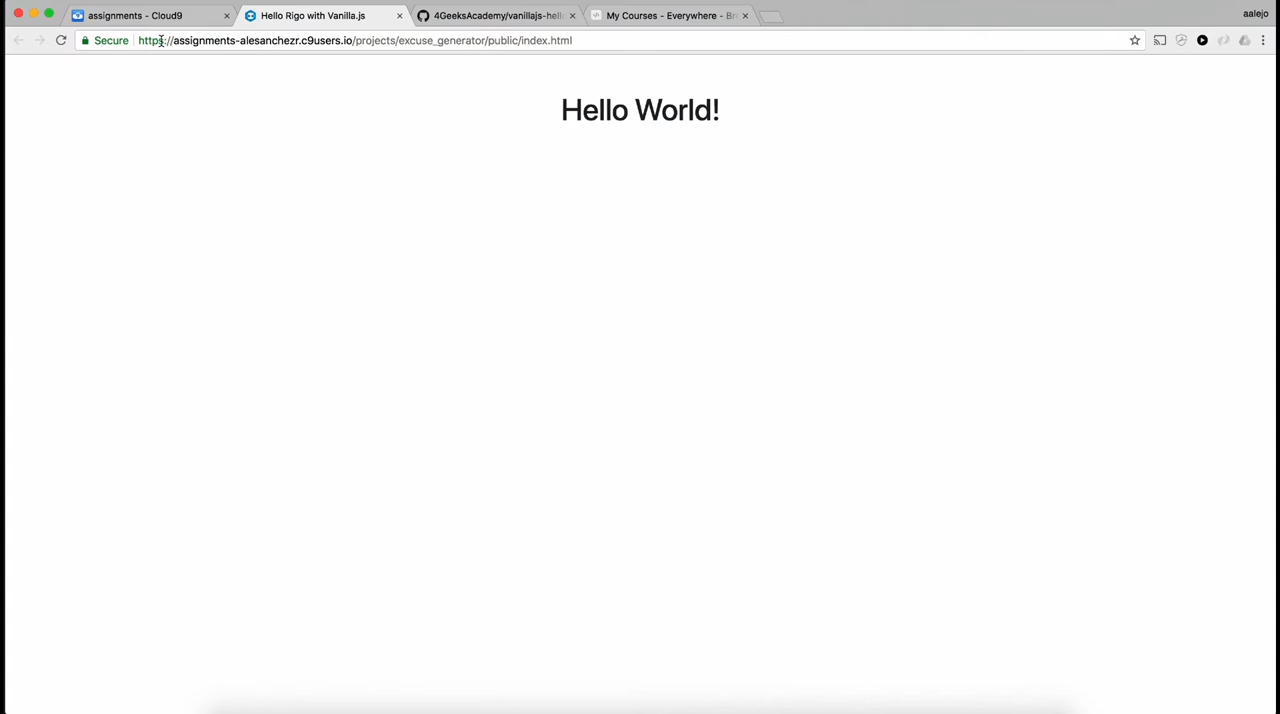 assignments - Cloud9
Hello Rigo with Vanilla.js
4GeeksAcademy/vanillajs-hell
My Courses - Everywhere - Br
aalejo
Secure
https://assignments-alesanchezr.c9users.io/projects/excuse_generator/public/index.html
Hello World!